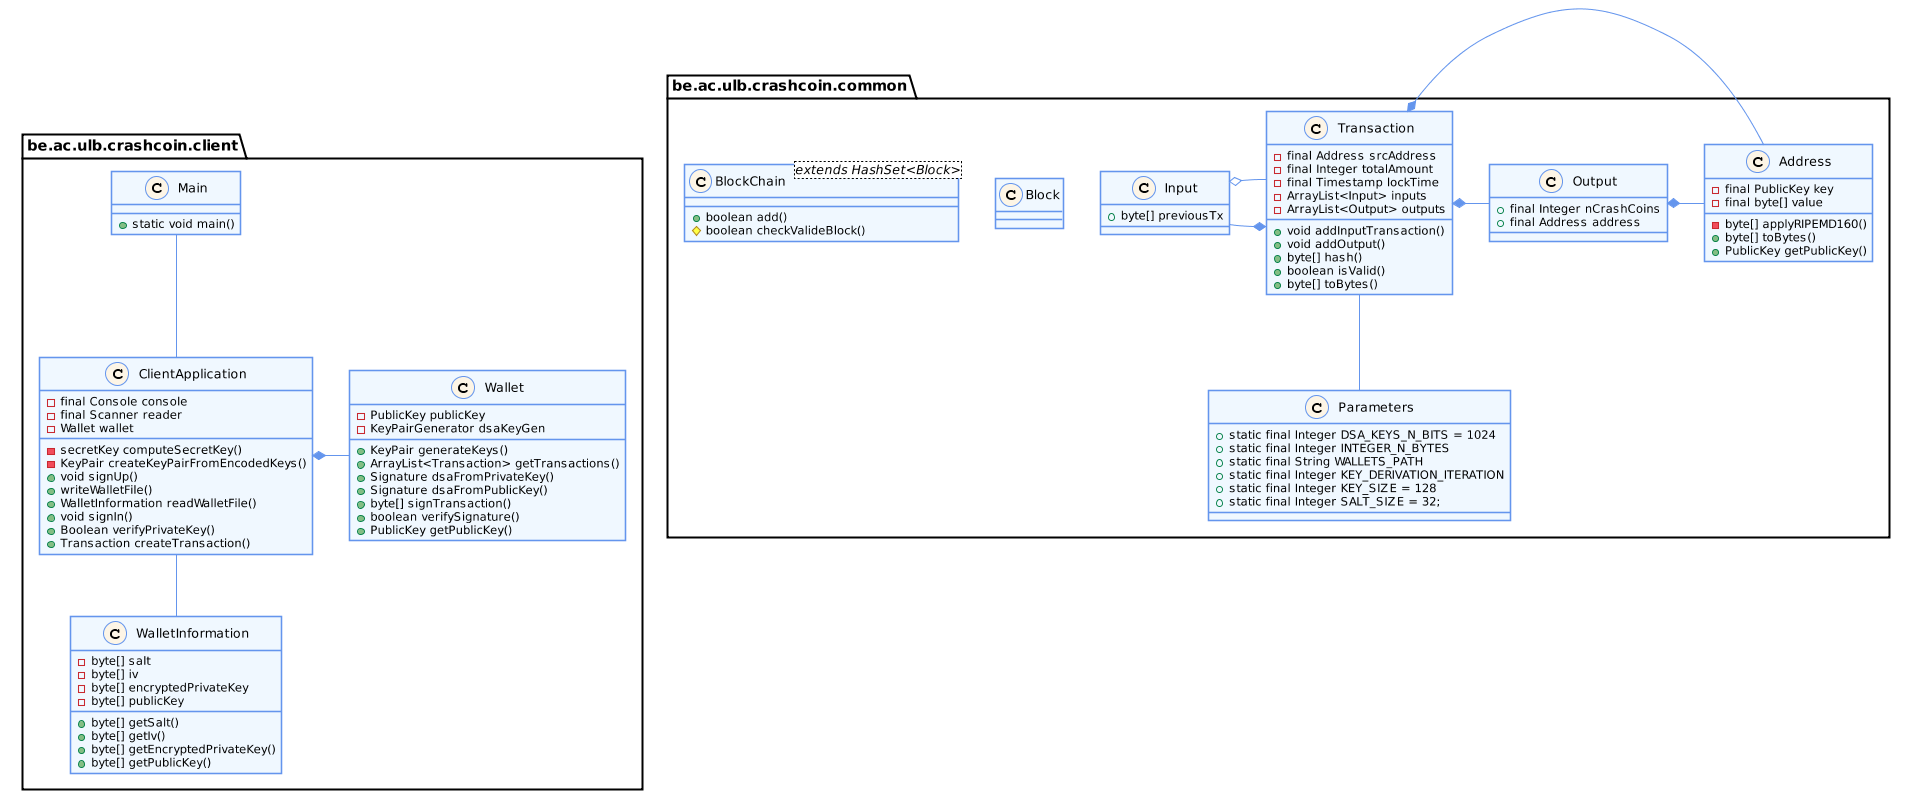 be.ac.ulb.crashcoin.client
C Main
static void main()
C ClientApplication
final Console console
final Scanner reader
Wallet wallet
secretKey computeSecretKey()
KeyPair createKeyPairFromEncodedKeys()
void signUp()
writeWalletFile()
WalletInformation readWalletFile()
void signIn()
Boolean verifyPrivateKey()
Transaction createTransaction()
C Wallet
PublicKey publicKey
KeyPairGenerator dsaKeyGen
KeyPair generateKeys()
ArrayList<Transaction> getTransactions()
Signature dsaFromPrivateKey()
Signature dsaFromPublicKey()
byte[] signTransaction()
boolean verifySignature()
PublicKey getPublicKey()
C WalletInformation
byte[] salt
byte[] iv
byte[] encryptedPrivateKey
byte[] publicKey
byte[] getSalt()
byte[] getIv()
byte[] getEncryptedPrivateKey()
byte[] getPublicKey()
be.ac.ulb.crashcoin.common
C BlockChain
extends HashSet<Block>
boolean add()
boolean checkValideBlock()
C Block
C Input
byte[] previousTx
C Transaction
final Address srcAddress
final Integer totalAmount
final Timestamp lockTime
ArrayList<Input> inputs
ArrayList<Output> outputs
void addInputTransaction()
void addOutput()
byte[] hash()
boolean isValid()
byte[] toBytes()
C Output
final Integer nCrashCoins
final Address address
C Address
final PublicKey key
final byte[] value
byte[] applyRIPEMD160()
byte[] toBytes()
PublicKey getPublicKey()
C Parameters
static final Integer DSA_KEYS_N_BITS = 1024
static final Integer INTEGER_N_BYTES
static final String WALLETS_PATH
static final Integer KEY_DERIVATION_ITERATION
static final Integer KEY_SIZE = 128
static final Integer SALT_SIZE = 32;